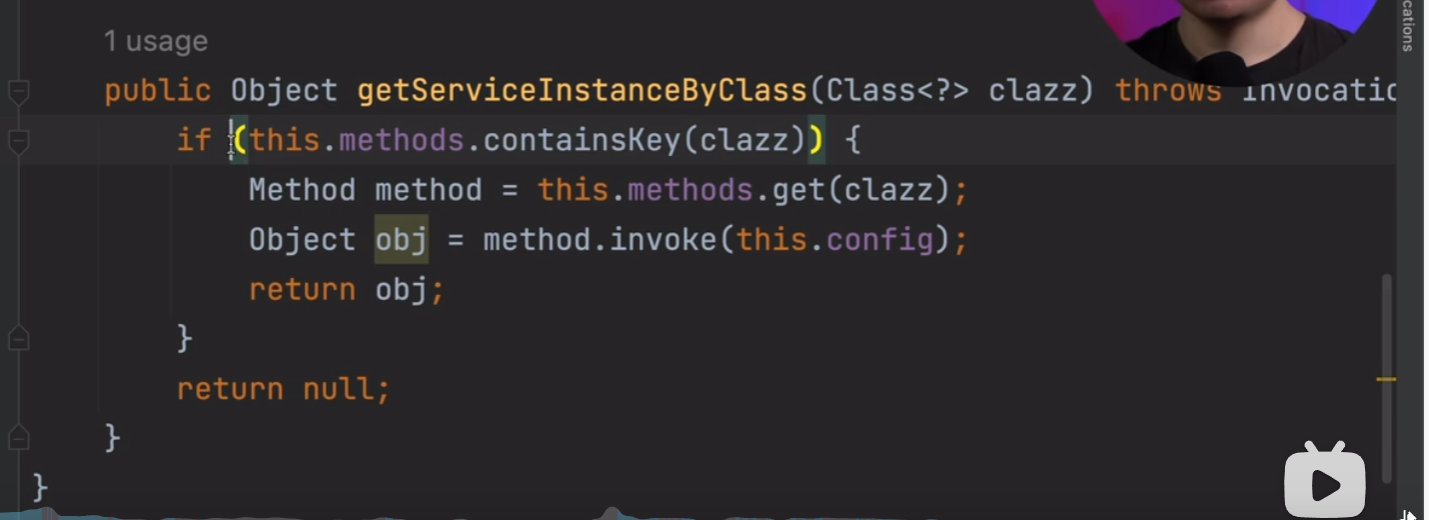 1 usage
public Object getServiceInstanceByClass(Class<?> clazz) throws Invocatio
if (this.methods.containsKey(clazz)) {
Method method = this.methods.get(clazz);
Object obj = method.invoke(this.config);
return obj;
}
return null;
}
}
cations